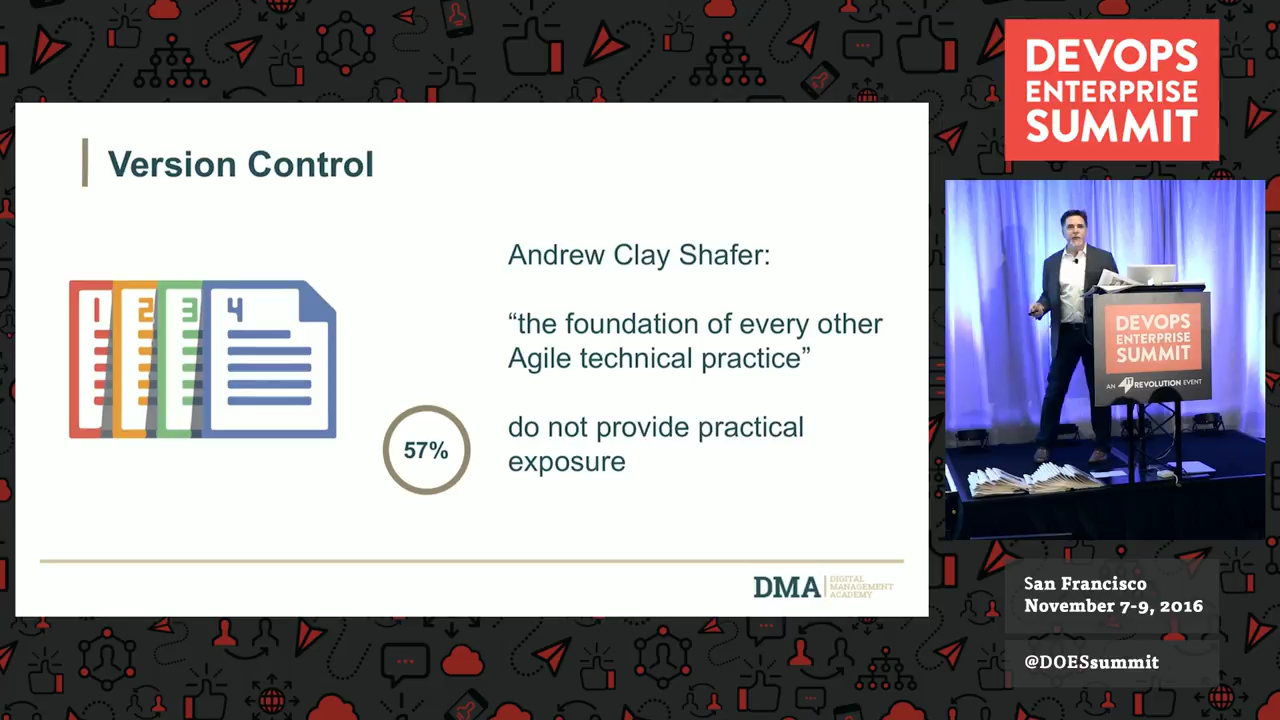 Version Control
1 2 3 4
Andrew Clay Shafer:
“the foundation of every other
Agile technical practice”
57%
do not provide practical
exposure
DMA
DIGITAL
MANAGEMENT
ACADEMY
DEVOPS
ENTERPRISE
SUMMIT
DEVOPS
ENTERPRISE
SUMMIT
AN IT REVOLUTION EVENT
San Francisco
November 7-9, 2016
@DOESsummit